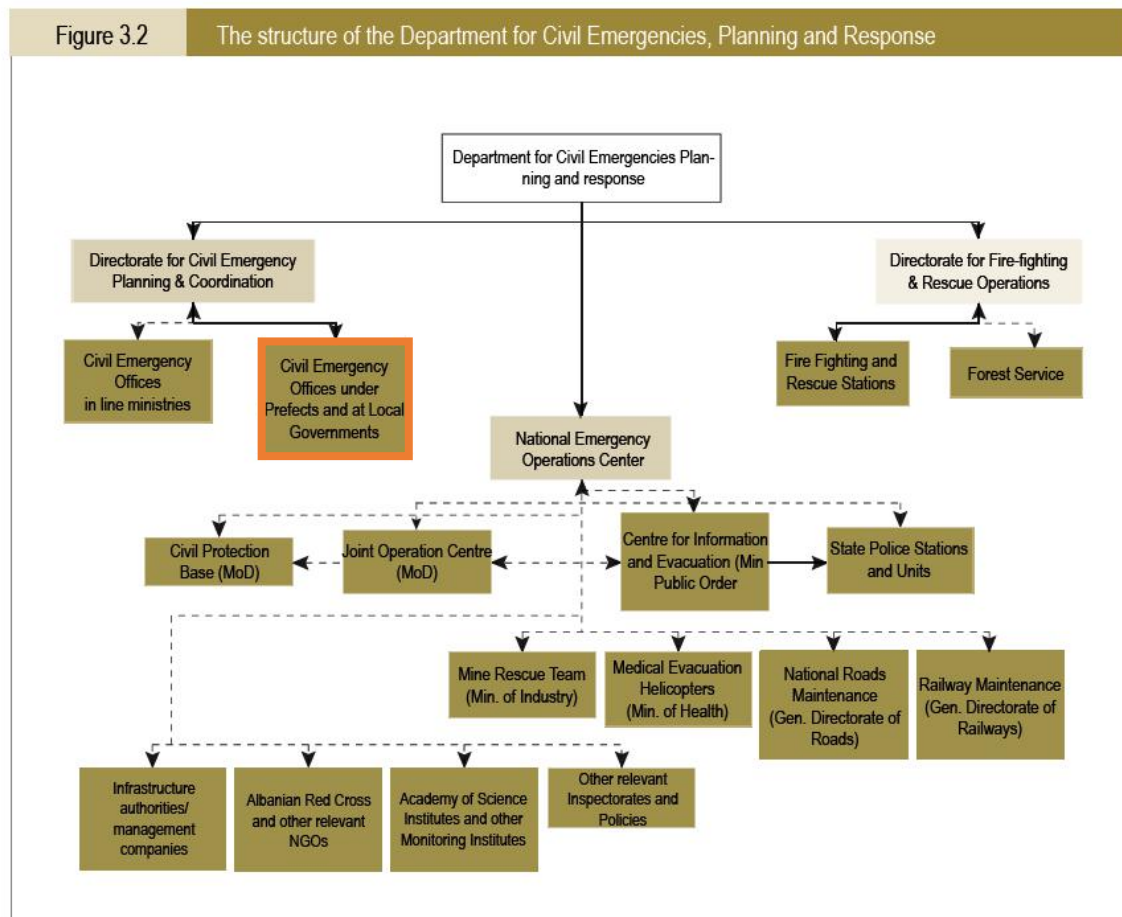 Figure 3.2
The structure of the Department for Civil Emergencies, Planning and Response
Department for Civil Emergencies Plan-
ning and response
Directorate for Civil Emergency
Planning & Coordination
Directorate for Fire-fighting
& Rescue Operations
Civil Emergency
Offices
in line ministries
Civil Emergency
Offices under
Prefects and at Local
Governments
Fire Fighting and
Rescue Stations
Forest Service
National Emergency
Operations Center
Civil Protection
Base (MoD)
Joint Operation Centre
(MoD)
Centre for Information
and Evacuation (Min
Public Order
State Police Stations
and Units
Mine Rescue Team
(Min. of Industry)
Medical Evacuation
Helicopters
(Min. of Health)
National Roads
Maintenance
(Gen. Directorate of
Roads)
Railway Maintenance
(Gen. Directorate of
Railways)
Infrastructure
authorities/
management
companies
Albanian Red Cross
and other relevant
NGOs
Academy of Science
Institutes and other
Monitoring Institutes
Other relevant
Inspectorates and
Policies